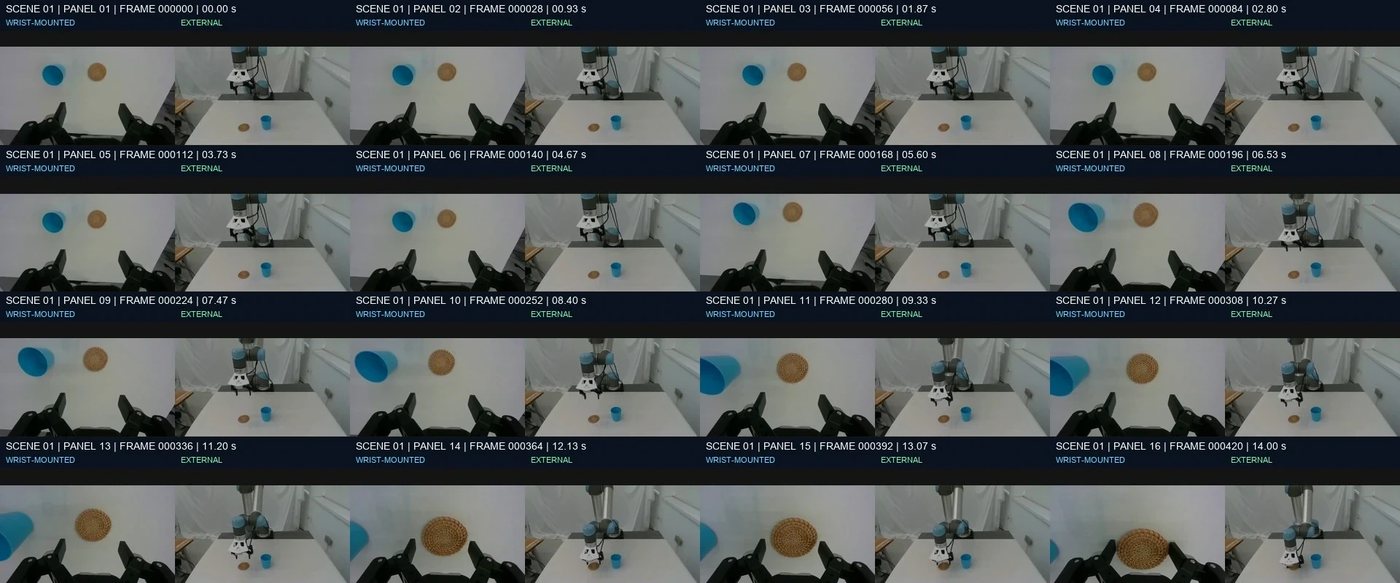 SCENE 01 | PANEL 01 | FRAME 000000 | 00.00 s
WRIST-MOUNTED EXTERNAL
SCENE 01 | PANEL 02 | FRAME 000028 | 00.93 s
WRIST-MOUNTED EXTERNAL
SCENE 01 | PANEL 03 | FRAME 000056 | 01.87 s
WRIST-MOUNTED EXTERNAL
SCENE 01 | PANEL 04 | FRAME 000084 | 02.80 s
WRIST-MOUNTED EXTERNAL
SCENE 01 | PANEL 05 | FRAME 000112 | 03.73 s
WRIST-MOUNTED EXTERNAL
SCENE 01 | PANEL 06 | FRAME 000140 | 04.67 s
WRIST-MOUNTED EXTERNAL
SCENE 01 | PANEL 07 | FRAME 000168 | 05.60 s
WRIST-MOUNTED EXTERNAL
SCENE 01 | PANEL 08 | FRAME 000196 | 06.53 s
WRIST-MOUNTED EXTERNAL
SCENE 01 | PANEL 09 | FRAME 000224 | 07.47 s
WRIST-MOUNTED EXTERNAL
SCENE 01 | PANEL 10 | FRAME 000252 | 08.40 s
WRIST-MOUNTED EXTERNAL
SCENE 01 | PANEL 11 | FRAME 000280 | 09.33 s
WRIST-MOUNTED EXTERNAL
SCENE 01 | PANEL 12 | FRAME 000308 | 10.27 s
WRIST-MOUNTED EXTERNAL
SCENE 01 | PANEL 13 | FRAME 000336 | 11.20 s
WRIST-MOUNTED EXTERNAL
SCENE 01 | PANEL 14 | FRAME 000364 | 12.13 s
WRIST-MOUNTED EXTERNAL
SCENE 01 | PANEL 15 | FRAME 000392 | 13.07 s
WRIST-MOUNTED EXTERNAL
SCENE 01 | PANEL 16 | FRAME 000420 | 14.00 s
WRIST-MOUNTED EXTERNAL